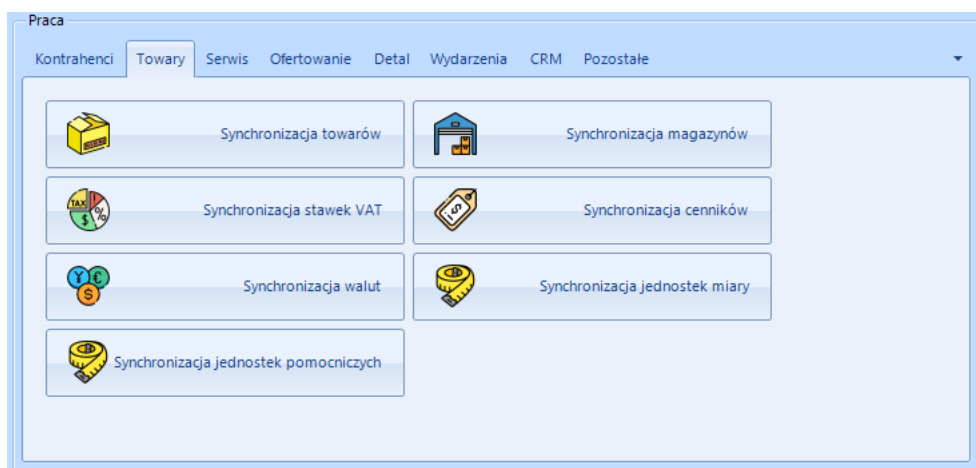 Praca
Kontrahenci Towary Serwis Ofertowanie Detal Wydarzenia CRM Pozostałe
Synchronizacja towarów
Synchronizacja magazynów
TAX
%
$
Synchronizacja stawek VAT
$
Synchronizacja cenników
¥ €
$
Synchronizacja walut
Synchronizacja jednostek miary
Synchronizacja jednostek pomocniczych